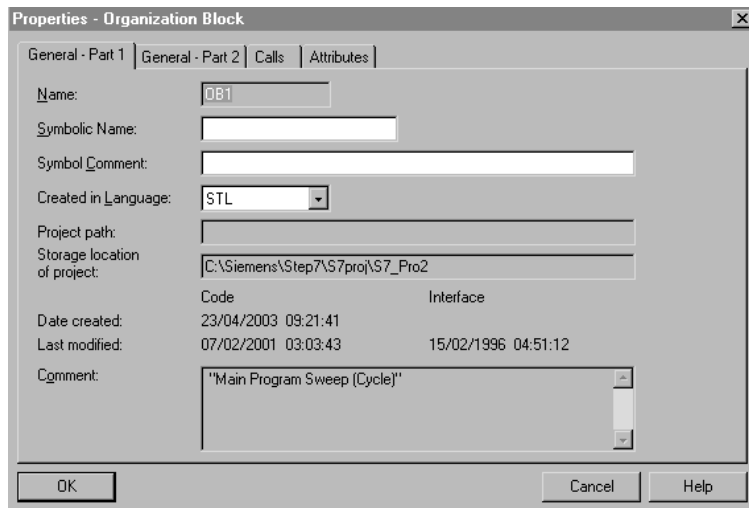 Properties - Organization Block
General - Part 1 General - Part 2 Calls Attributes
Name: OB1
Symbolic Name:
Symbol Comment:
Created in Language: STL
Project path:
Storage location
of project: C:\Siemens\Step7\S7proj\S7_Pro2
Code Interface
Date created: 23/04/2003 09:21:41
Last modified: 07/02/2001 03:03:43 15/02/1996 04:51:12
Comment: "Main Program Sweep (Cycle)"
OK Cancel Help